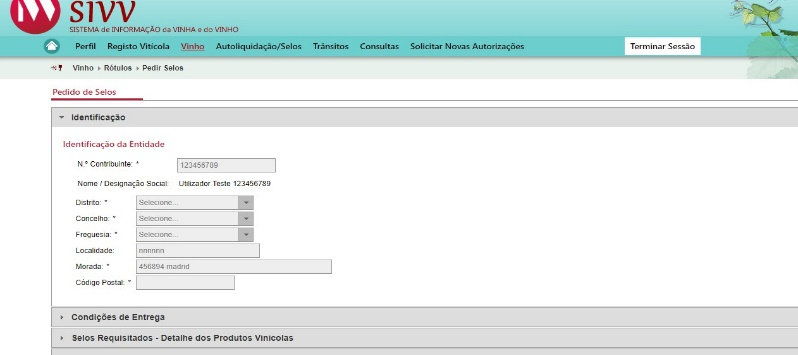 sivv
SISTEMA de INFORMAÇÃO da VINHA e do VINHO
Perfil Registo Vitícola Vinho Autoliquidação/Selos Trânsitos Consultas Solicitar Novas Autorizações Terminar Sessão
Vinho Rótulos Pedir Selos
Pedido de Selos
Identificação
Identificação da Entidade
N.º Contribuinte: * 123456789
Nome / Designação Social: Utilizador Teste 123456789
Distrito: * Selecione...
Concelho: * Selecione...
Freguesia: * Selecione...
Localidade: nnnnnn
Morada: * 456894 madrid
Código Postal: *
Condições de Entrega
Selos Requisitados - Detalhe dos Produtos Vinícolas